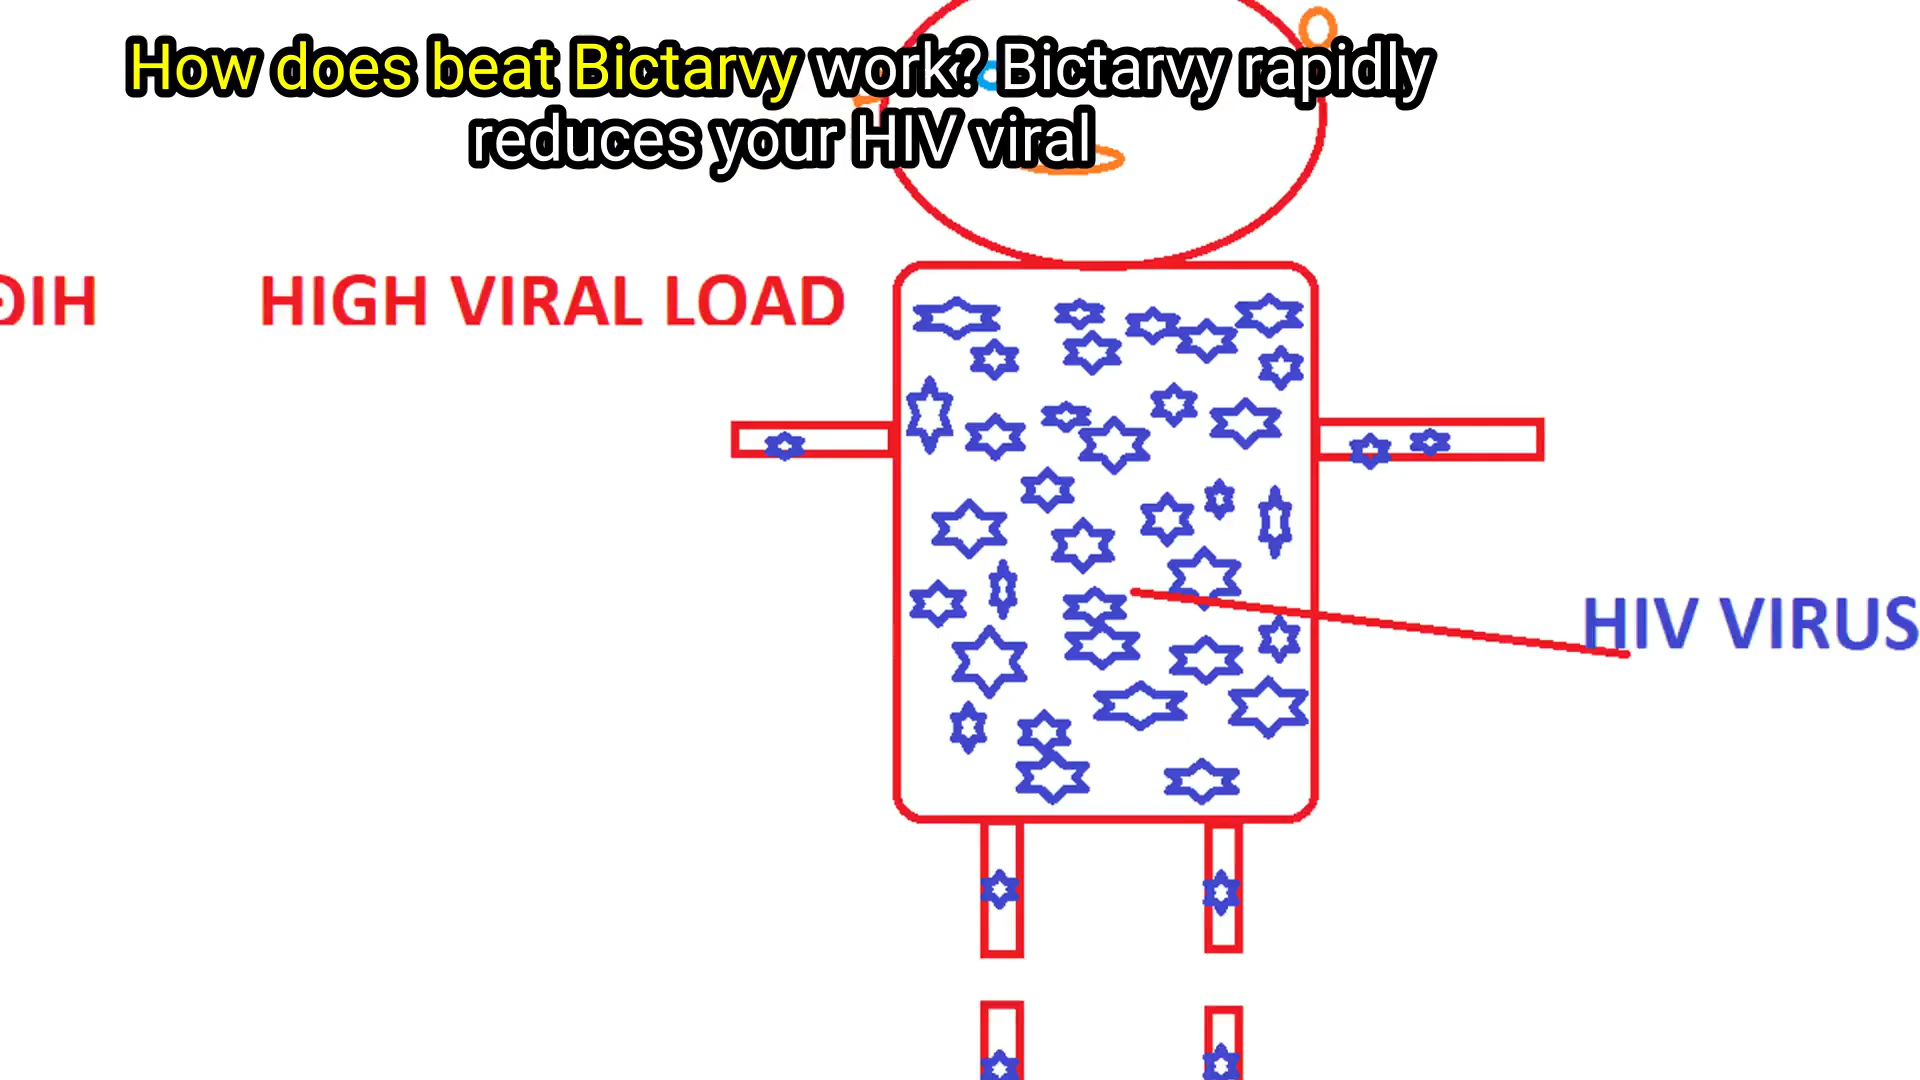 How does beat Bictarvy work? Bictarvy rapidly
reduces your HIV viral
HIGH VIRAL LOAD
HIV VIRUS